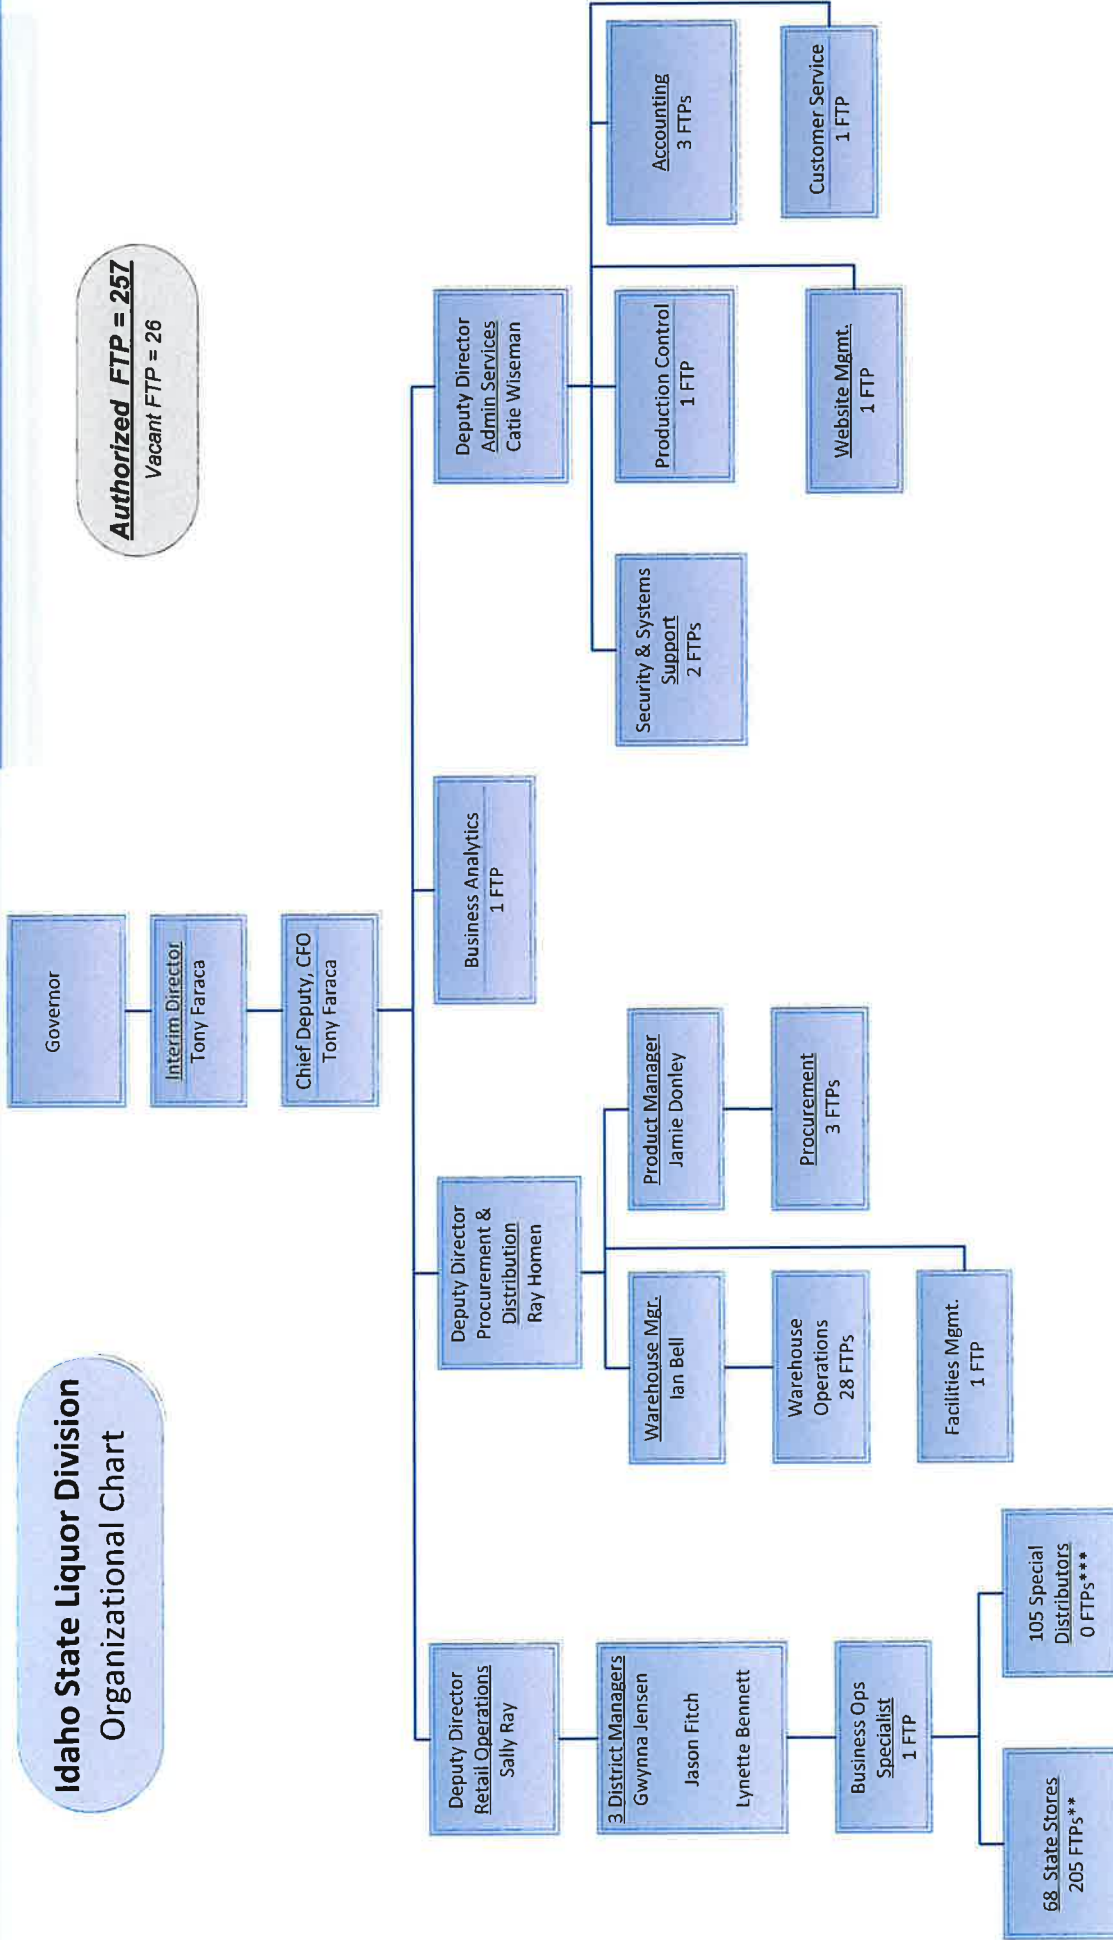 Idaho State Liquor Division
Organizational Chart
Authorized FTP = 257
Vacant FTP = 26
Governor
Interim Director
Tony Faraca
Chief Deputy, CFO
Tony Faraca
Deputy Director
Retail Operations
Sally Ray
Deputy Director
Procurement &
Distribution
Ray Homen
Business Analytics
1 FTP
Deputy Director
Admin Services
Catie Wiseman
3 District Managers
Gwynna Jensen
Jason Fitch
Lynette Bennett
Warehouse Mgr.
Ian Bell
Product Manager
Jamie Donley
Security & Systems
Support
2 FTPs
Production Control
1 FTP
Accounting
3 FTPs
Business Ops
Specialist
1 FTP
Warehouse
Operations
28 FTPs
Procurement
3 FTPs
Website Mgmt.
1 FTP
Customer Service
1 FTP
Facilities Mgmt.
1 FTP
68 State Stores
205 FTPs**
105 Special
Distributors
0 FTPs***